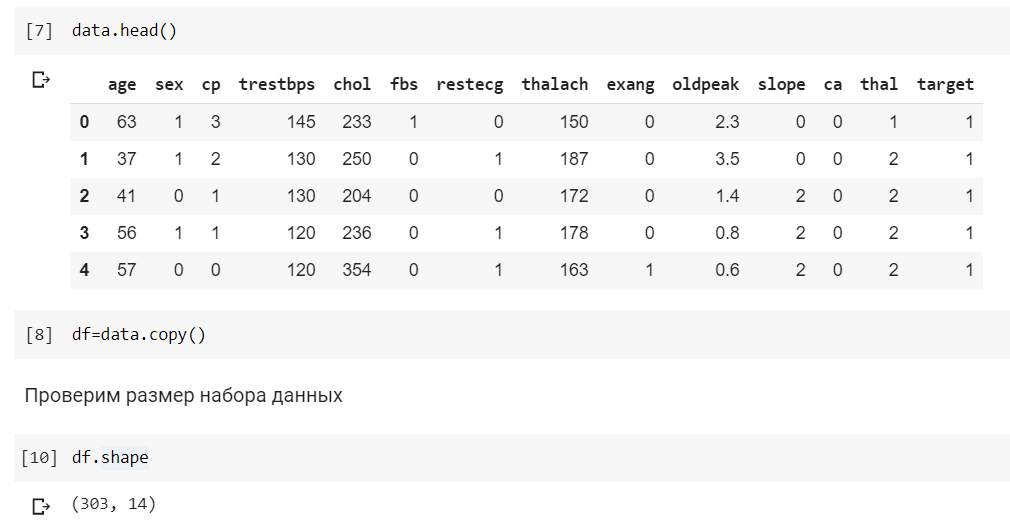 [7] data.head()
age sex cp trestbps chol fbs restecg thalach exang oldpeak slope ca thal target
0 63 1 3 145 233 1 0 150 0 2.3 0 0 1 1
1 37 1 2 130 250 0 1 187 0 3.5 0 0 2 1
2 41 0 1 130 204 0 0 172 0 1.4 2 0 2 1
3 56 1 1 120 236 0 1 178 0 0.8 2 0 2 1
4 57 0 0 120 354 0 1 163 1 0.6 2 0 2 1
[8] df=data.copy()
Проверим размер набора данных
[10] df.shape
(303, 14)